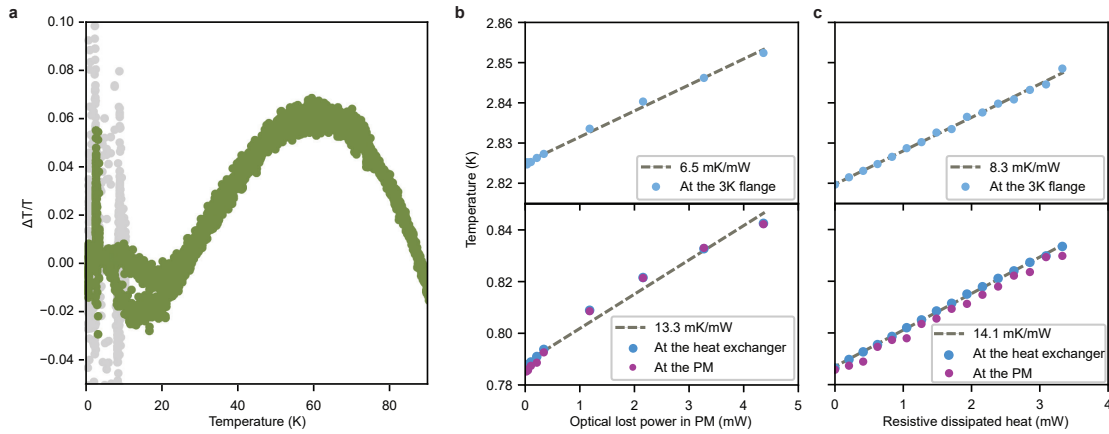 a
0.10
0.08
0.06
0.04
0.02
0.00
−0.02
−0.04
ΔT/T
0
20
40
60
80
Temperature (K)
b
2.86
2.85
2.84
2.83
2.82
6.5 mK/mW
At the 3K flange
Temperature (K)
0.84
0.82
0.80
0.78
13.3 mK/mW
At the heat exchanger
At the PM
0
1
2
3
4
5
Optical lost power in PM (mW)
c
8.3 mK/mW
At the 3K flange
14.1 mK/mW
At the heat exchanger
At the PM
0
1
2
3
4
Resistive dissipated heat (mW)